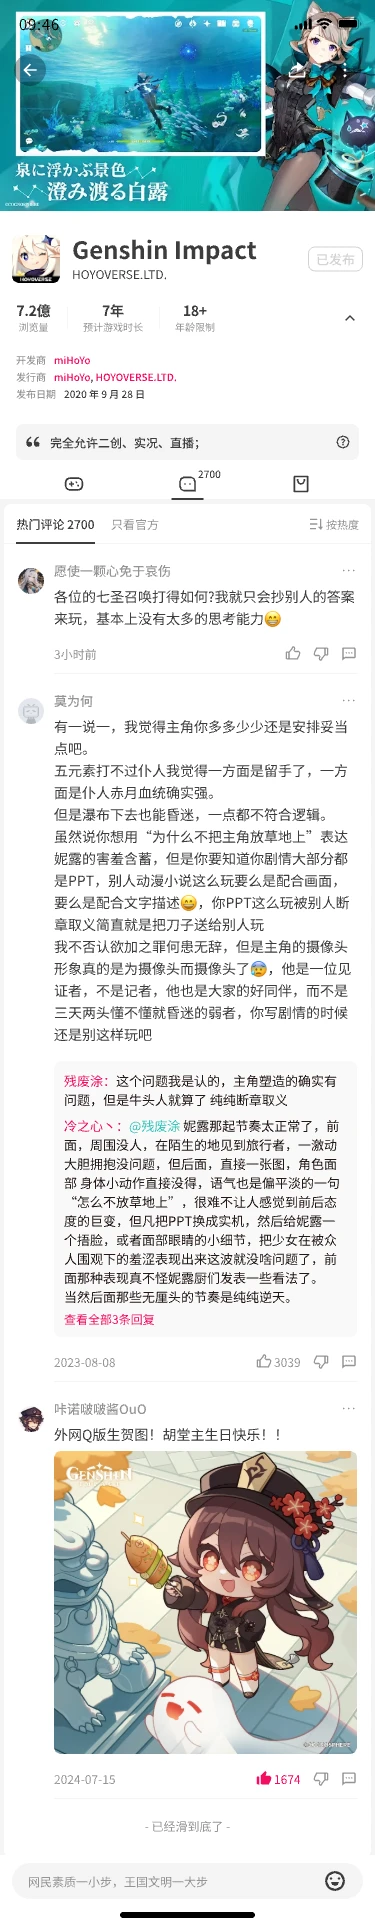 09:46
泉に浮かぶ景色
澄み渡る白露
HOYOVERSE
Genshin Impact
HOYOVERSE.LTD.
已发布
7.2億
7年
18+
浏览量
预计游戏时长
年龄限制
开发商 miHoYo
发行商 miHoYo, HOYOVERSE.LTD.
发布日期 2020 年 9 月 28 日
完全允许二创、实况、直播；
2700
热门评论 2700
只看官方
按热度
愿使一颗心免于哀伤
各位的七圣召唤打得如何?我就只会抄别人的答案
来玩，基本上没有太多的思考能力😁
3小时前
莫为何
有一说一，我觉得主角你多多少少还是安排妥当
点吧。
五元素打不过仆人我觉得一方面是留手了，一方
面是仆人赤月血统确实强。
但是瀑布下去也能昏迷，一点都不符合逻辑。
虽然说你想用“为什么不把主角放草地上”表达
妮露的害羞含蓄，但是你要知道你剧情大部分都
是PPT，别人动漫小说这么玩要么是配合画面，
要么是配合文字描述😄，你PPT这么玩被别人断
章取义简直就是把刀子送给别人玩
我不否认欲加之罪何患无辞，但是主角的摄像头
形象真的是为摄像头而摄像头了😰，他是一位见
证者，不是记者，他也是大家的好同伴，而不是
三天两头懂不懂就昏迷的弱者，你写剧情的时候
还是别这样玩吧
残废涂：这个问题我是认的，主角塑造的确实有
问题，但是牛头人就算了 纯纯断章取义
冷之心丶：@残废涂 妮露那起节奏太正常了，前
面，周围没人，在陌生的地见到旅行者，一激动
大胆拥抱没问题，但后面，直接一张图，角色面
部 身体小动作直接没得，语气也是偏平淡的一句
“怎么不放草地上”，很难不让人感觉到前后态
度的巨变，但凡把PPT换成实机，然后给妮露一
个捂脸，或者面部眼睛的小细节，把少女在被众
人围观下的羞涩表现出来这波就没啥问题了，前
面那种表现真不怪妮露厨们发表一些看法了。
当然后面那些无厘头的节奏是纯纯逆天。
查看全部3条回复
2023-08-08
3039
咔诺啵啵酱OuO
外网Q版生贺图！胡堂主生日快乐！！
GENSHIN
2024-07-15
1674
- 已经滑到底了 -
网民素质一小步，王国文明一大步